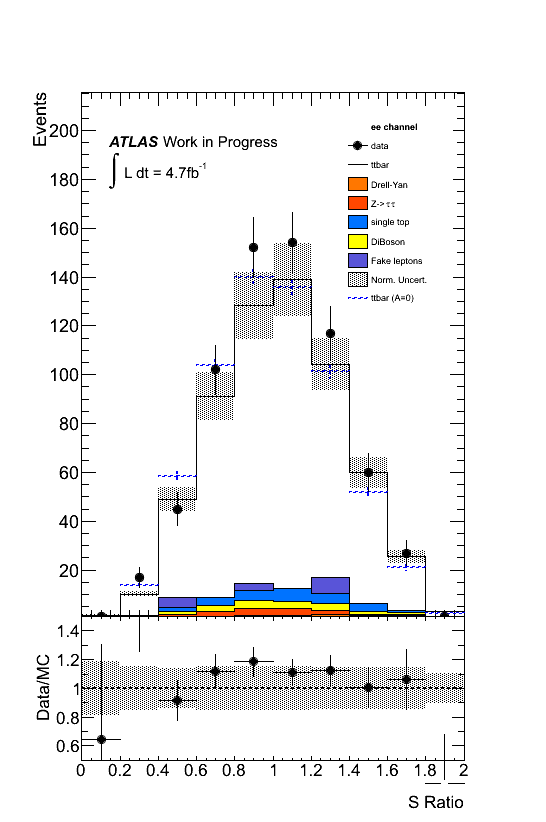 Events
200
180
160
140
120
100
80
60
40
20
ATLAS Work in Progress
∫ L dt = 4.7fb⁻¹
ee channel
data
ttbar
Drell-Yan
Z->ττ
single top
DiBoson
Fake leptons
Norm. Uncert.
ttbar (A=0)
Data/MC
1.4
1.2
1
0.8
0.6
0 0.2 0.4 0.6 0.8 1 1.2 1.4 1.6 1.8 2
S Ratio